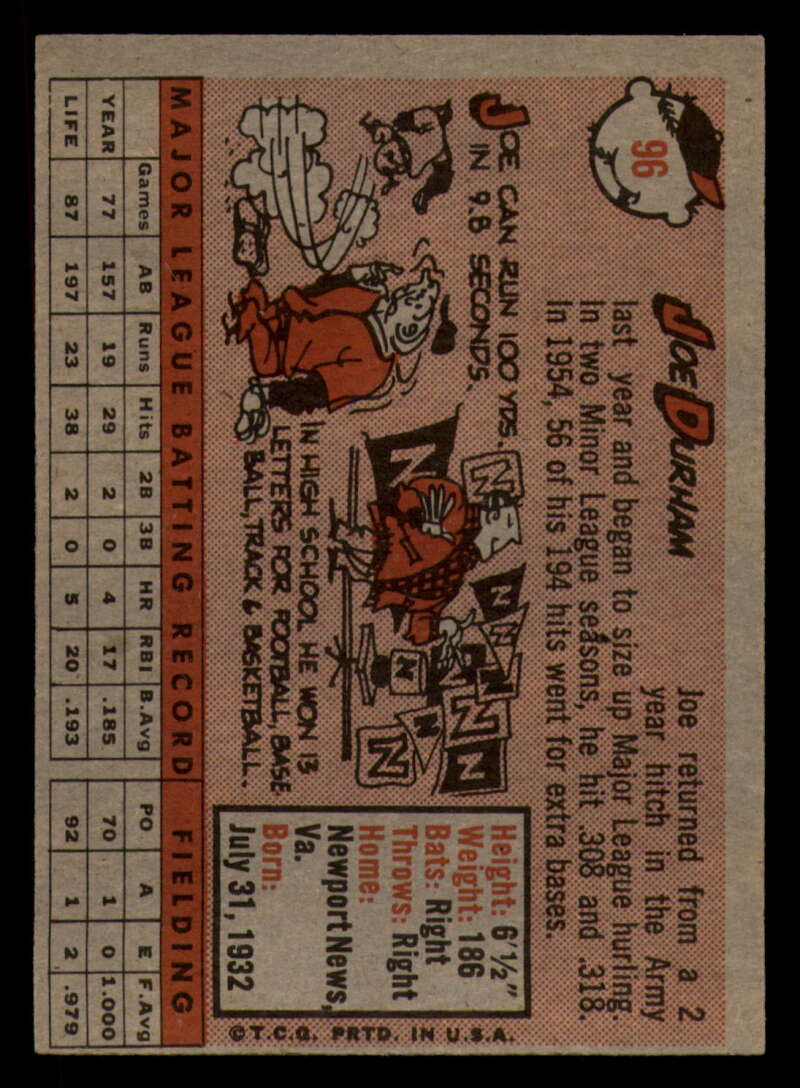 96
JOE DURHAM
Joe returned from a 2
year hitch in the Army
last year and began to size up Major League hurling.
In two Minor League seasons, he hit .308 and .318.
In 1954, 56 of his 194 hits went for extra bases.
JOE CAN RUN 100 YDS.
IN 9.8 SECONDS.
IN HIGH SCHOOL HE WON 13
LETTERS FOR FOOTBALL, BASE
BALL, TRACK & BASKETBALL.
N
N
N
N
N
N
N
N
N
N
N
N
Height: 6'½"
Weight: 186
Bats: Right
Throws: Right
Home:
Newport News,
Va.
Born:
July 31, 1932
© T.C.G. PRTD. IN U.S.A.
MAJOR LEAGUE BATTING RECORD FIELDING
Games AB Runs Hits 2B 3B HR RBI B.Avg PO A E F.Avg
YEAR 77 157 19 29 2 0 4 17 .185 70 1 0 1.000
LIFE 87 197 23 38 2 0 5 20 .193 92 1 2 .979